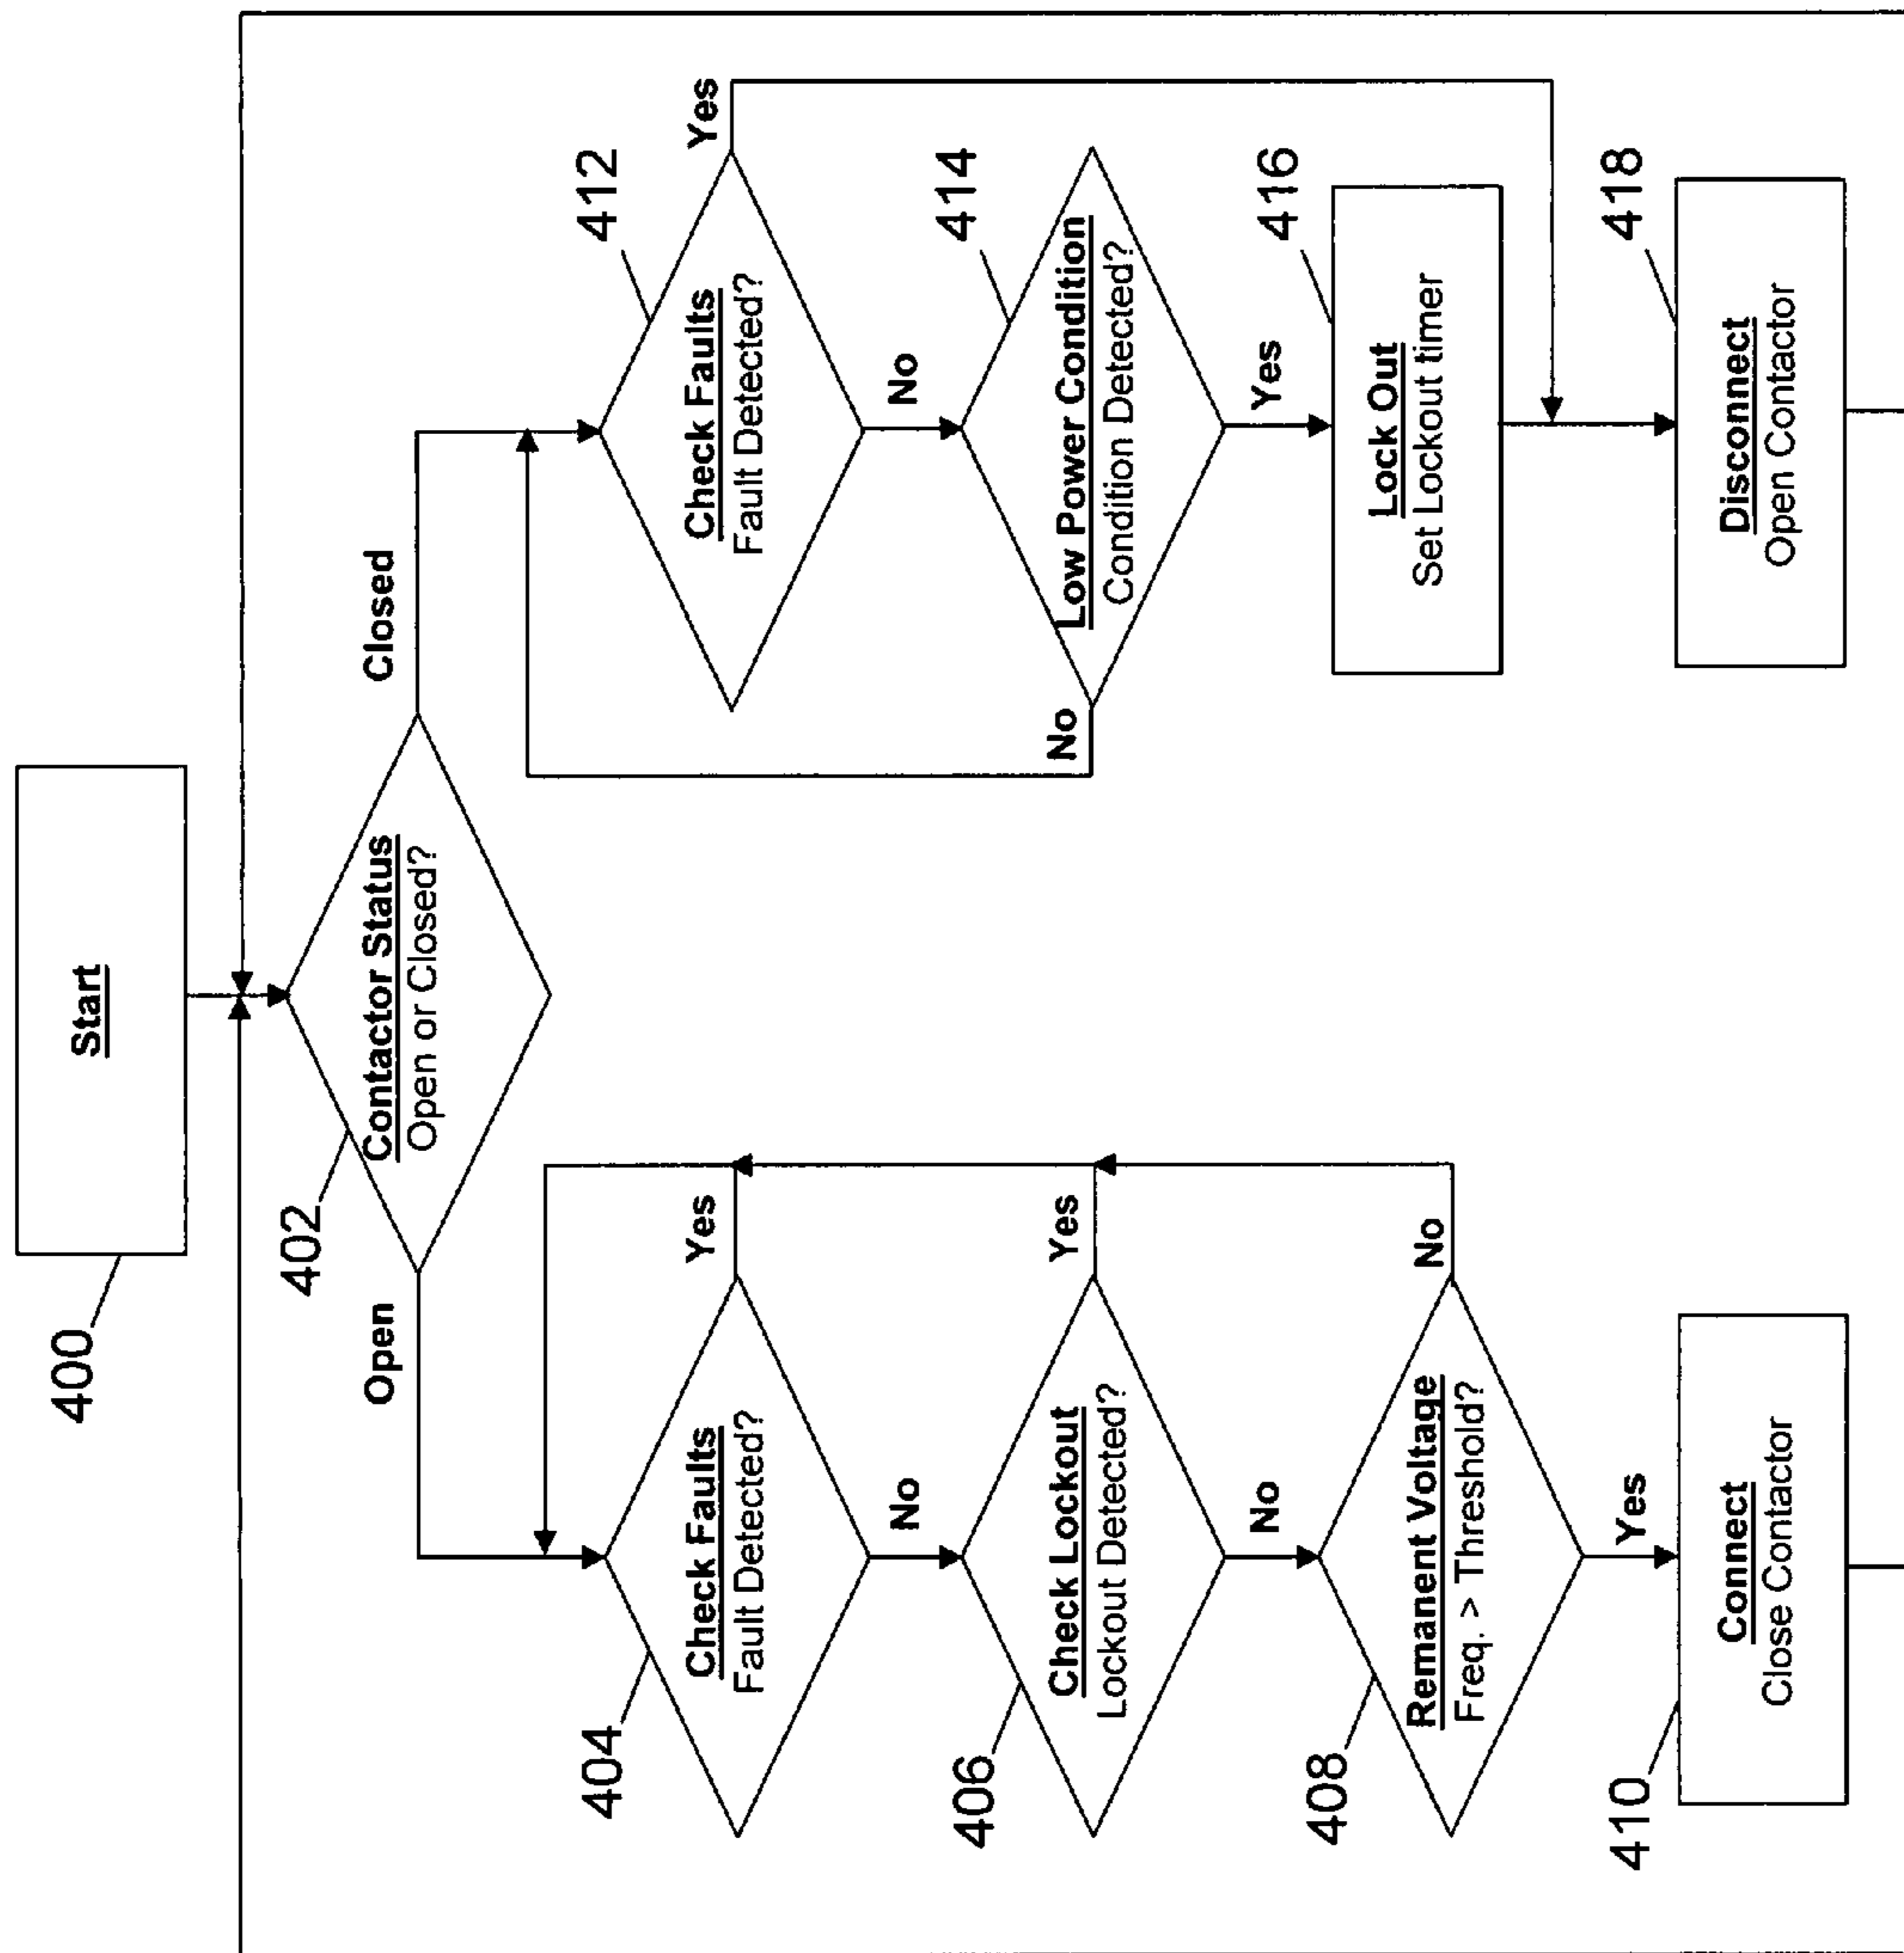 Start
400
Contactor Status
Open or Closed?
402
Open
Closed
Check Faults
Fault Detected?
404
Yes
No
Check Lockout
Lockout Detected?
406
Yes
No
Remanent Voltage
Freq. > Threshold?
408
No
Yes
Connect
Close Contactor
410
Check Faults
Fault Detected?
412
Yes
No
Low Power Condition
Condition Detected?
414
No
Yes
Lock Out
Set Lockout timer
416
Disconnect
Open Contactor
418